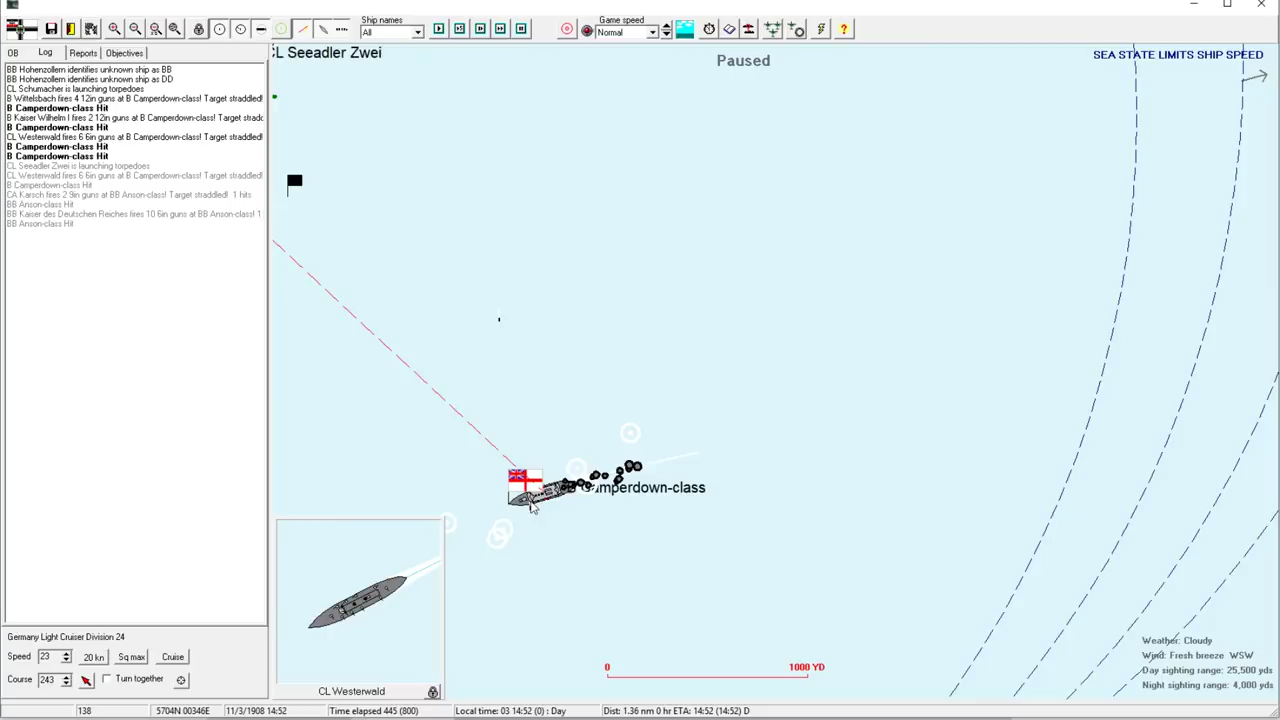 Ship names
All
Game speed
Normal
OB
Log
Reports
Objectives
BB Hohenzollern identifies unknown ship as BB
BB Hohenzollern identifies unknown ship as DD
CL Schumacher is launching torpedoes
B Wittelsbach fires 4 12in guns at B Camperdown-class! Target straddled!
B Camperdown-class Hit
B Kaiser Wilhelm I fires 2 12in guns at B Camperdown-class! Target stradd
B Camperdown-class Hit
CL Westerwald fires 6 6in guns at B Camperdown-class! Target straddled!
B Camperdown-class Hit
B Camperdown-class Hit
CL Seeadler Zwei is launching torpedoes
CL Westerwald fires 6 6in guns at B Camperdown-class! Target straddled!
B Camperdown-class Hit
CA Karsch fires 2 9in guns at BB Anson-class! Target straddled! 1 hits
BB Anson-class Hit
BB Kaiser des Deutschen Reiches fires 10 6in guns at BB Anson-class! 1
BB Anson-class Hit
CL Seeadler Zwei
Paused
SEA STATE LIMITS SHIP SPEED
Camperdown-class
CL Westerwald
0 1000 YD
Weather: Cloudy
Wind: Fresh breeze WSW
Day sighting range: 25,500 yds
Night sighting range: 4,000 yds
Germany Light Cruiser Division 24
Speed 23 20 kn Sq max Cruise
Course 243 Turn together
138 5704N 00346E 11/3/1908 14:52 Time elapsed 445 (800) Local time: 03 14:52 (0) : Day Dist: 1.36 nm 0 hr ETA: 14:52 (14:52) D